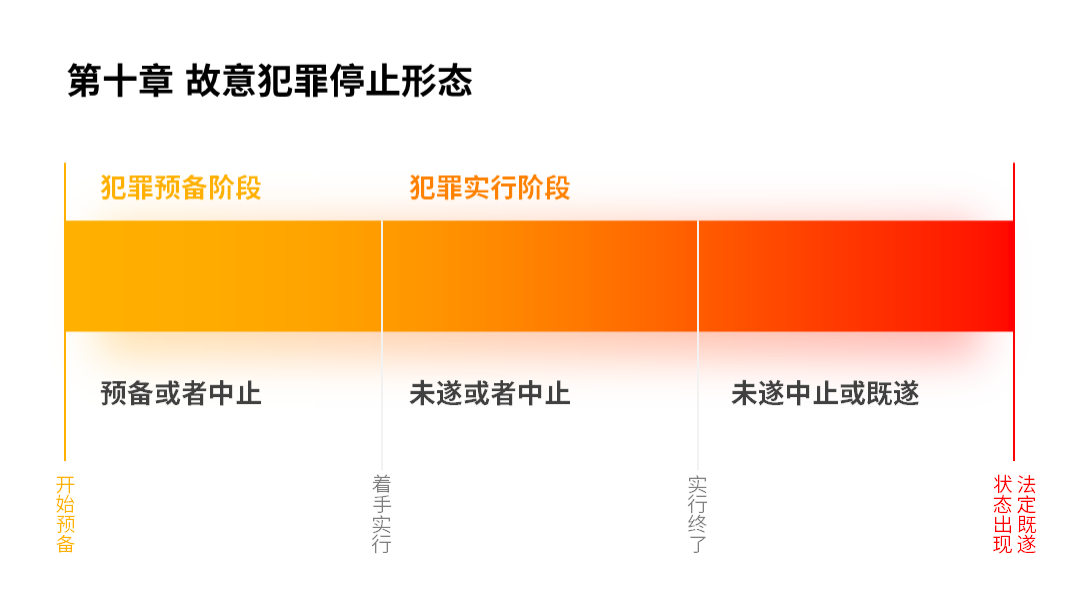 第十章 故意犯罪停止形态
犯罪预备阶段
犯罪实行阶段
预备或者中止
未遂或者中止
未遂中止或既遂
开始预备
着手实行
实行终了
法定既遂
状态出现